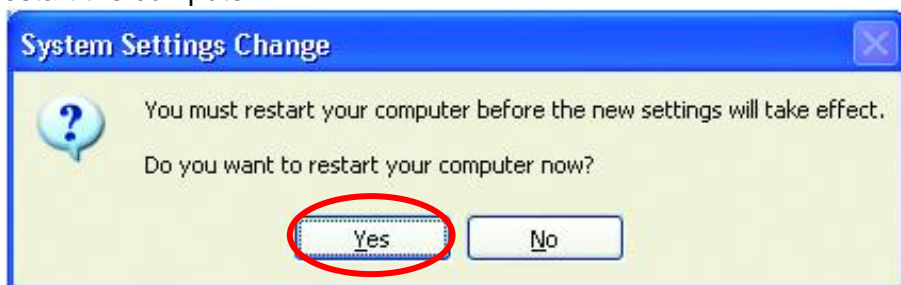 System Settings Change
You must restart your computer before the new settings will take effect.
Do you want to restart your computer now?
Yes
No